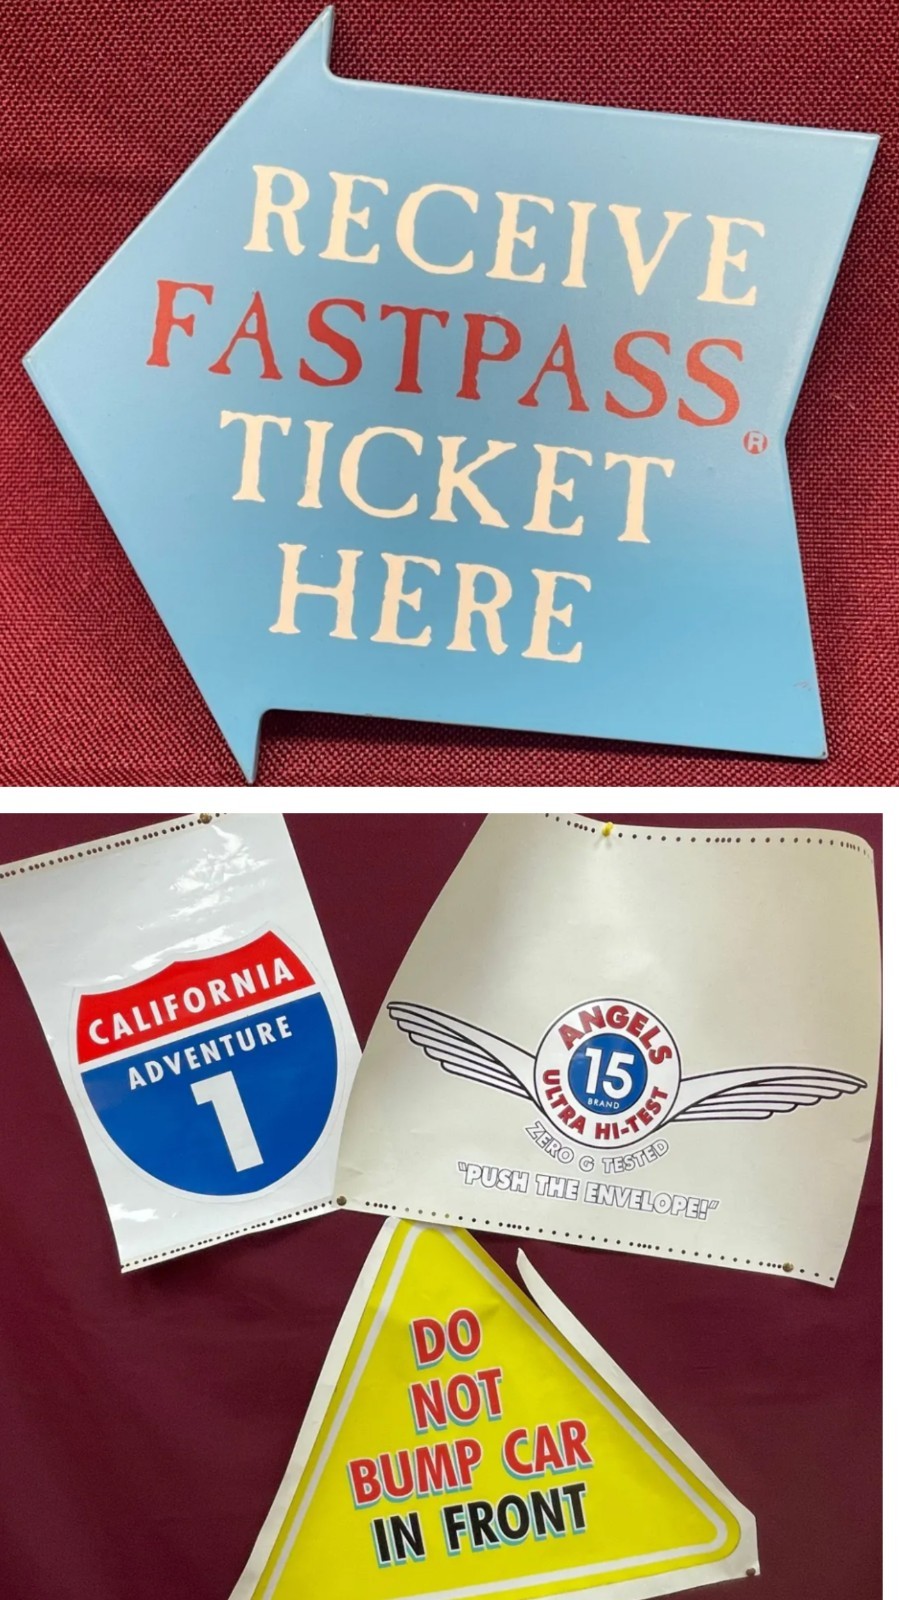 RECEIVE
FASTPASS®
TICKET
HERE
CALIFORNIA
ADVENTURE
1
ANGELS
15
BRAND
ULTRA HI-TEST
ZERO G TESTED
"PUSH THE ENVELOPE!"
DO
NOT
BUMP CAR
IN FRONT